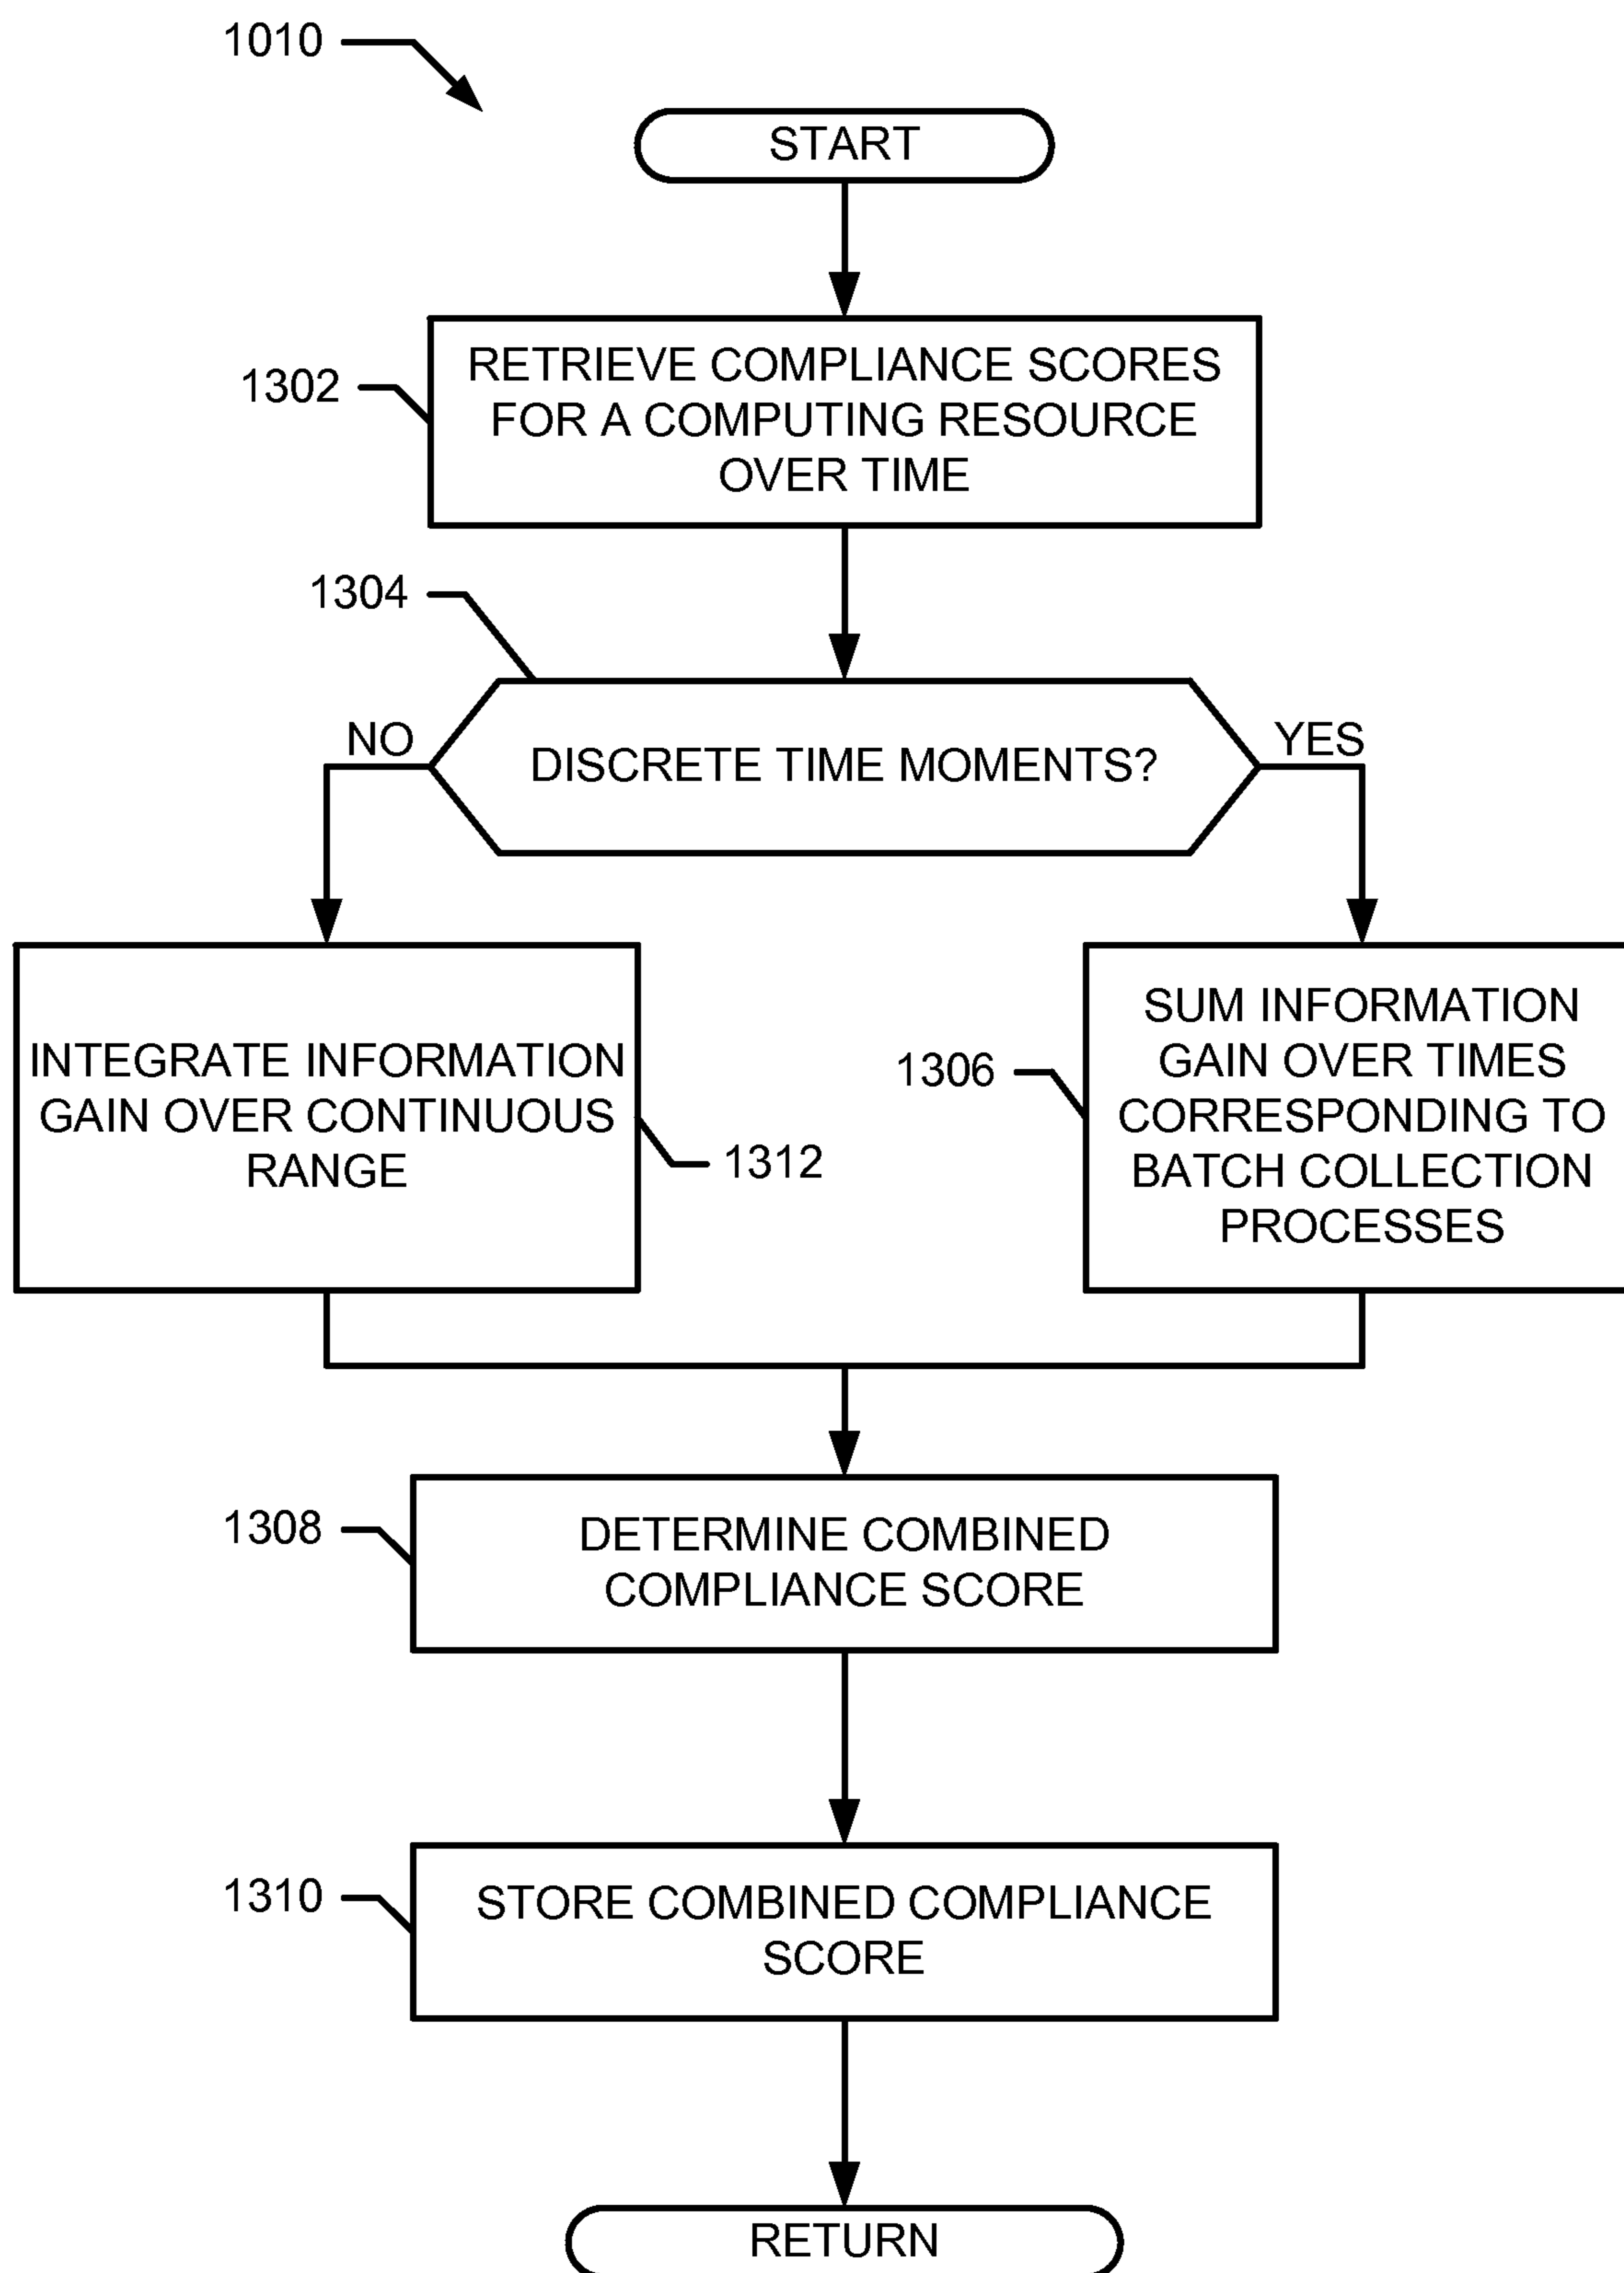 1010
START
1302
RETRIEVE COMPLIANCE SCORES
FOR A COMPUTING RESOURCE
OVER TIME
1304
NO
DISCRETE TIME MOMENTS?
YES
INTEGRATE INFORMATION
GAIN OVER CONTINUOUS
RANGE
1312
1306
SUM INFORMATION
GAIN OVER TIMES
CORRESPONDING TO
BATCH COLLECTION
PROCESSES
1308
DETERMINE COMBINED
COMPLIANCE SCORE
1310
STORE COMBINED COMPLIANCE
SCORE
RETURN